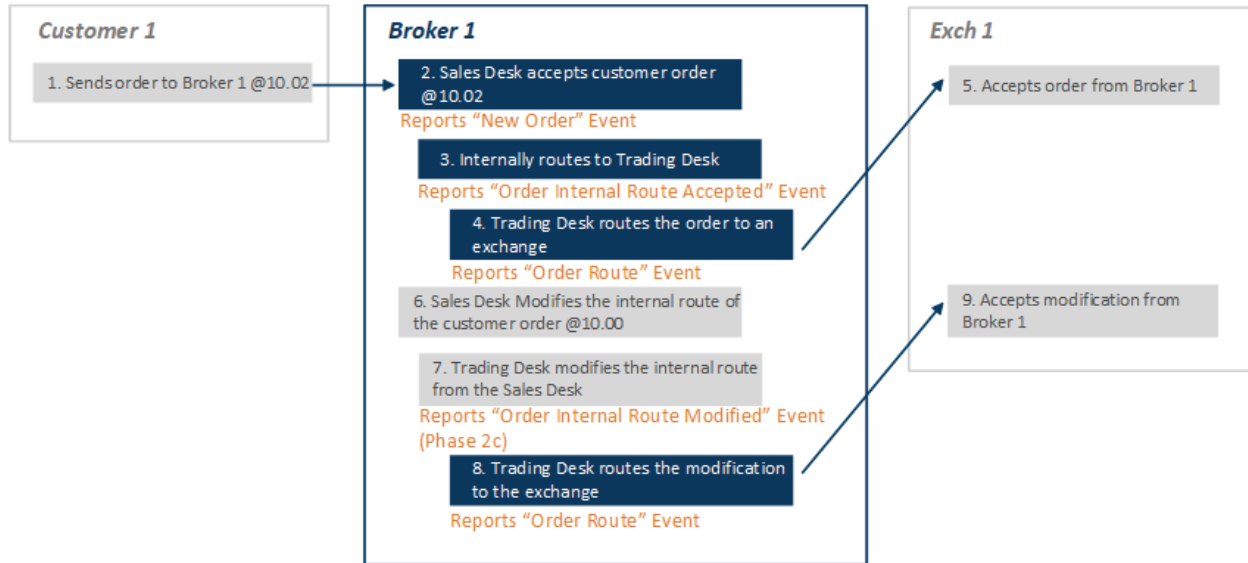 Customer 1
1. Sends order to Broker 1 @10.02
Broker 1
2. Sales Desk accepts customer order
@10.02
Reports “New Order” Event
3. Internally routes to Trading Desk
Reports “Order Internal Route Accepted” Event
4. Trading Desk routes the order to an
exchange
Reports “Order Route” Event
6. Sales Desk Modifies the internal route of
the customer order @10.00
7. Trading Desk modifies the internal route
from the Sales Desk
Reports “Order Internal Route Modified” Event
(Phase 2c)
8. Trading Desk routes the modification
to the exchange
Reports “Order Route” Event
Exch 1
5. Accepts order from Broker 1
9. Accepts modification from
Broker 1